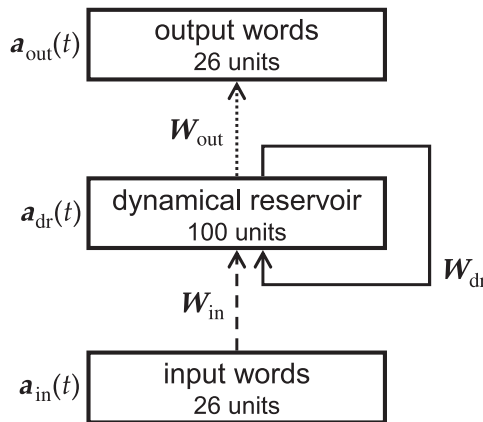 a_out(t)
output words
26 units
W_out
a_dr(t)
dynamical reservoir
100 units
W_dr
W_in
a_in(t)
input words
26 units